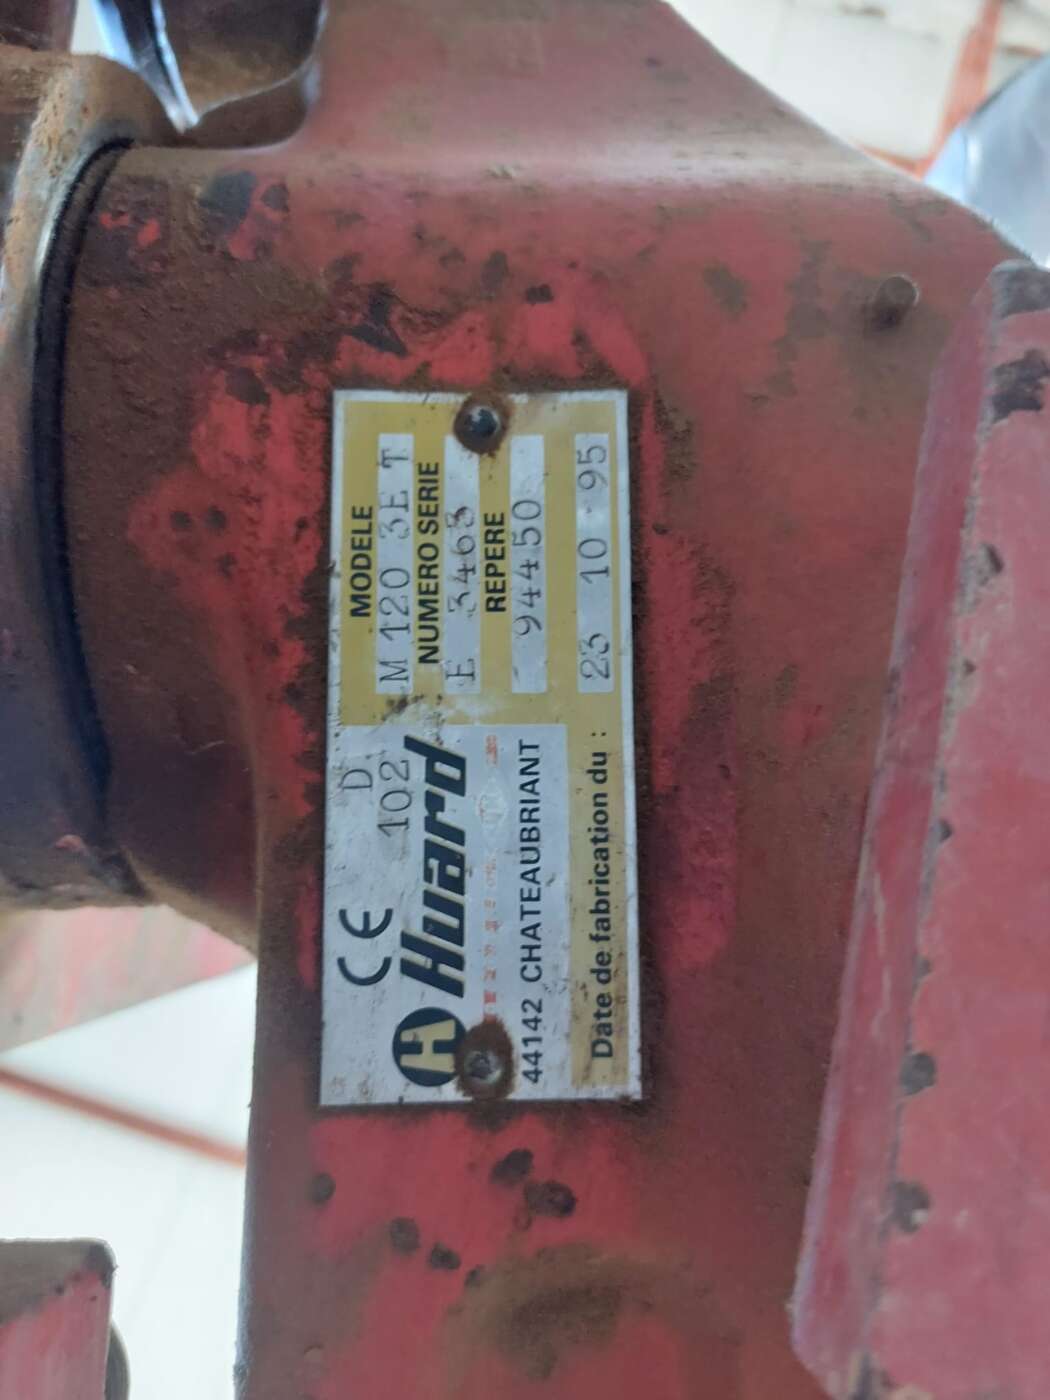 CE D
102
H Huard
44142 CHATEAUBRIANT
MODELE
M 120 3E T
NUMERO SERIE
E 3463
REPERE
94450
Date de fabrication du : 23 10 95